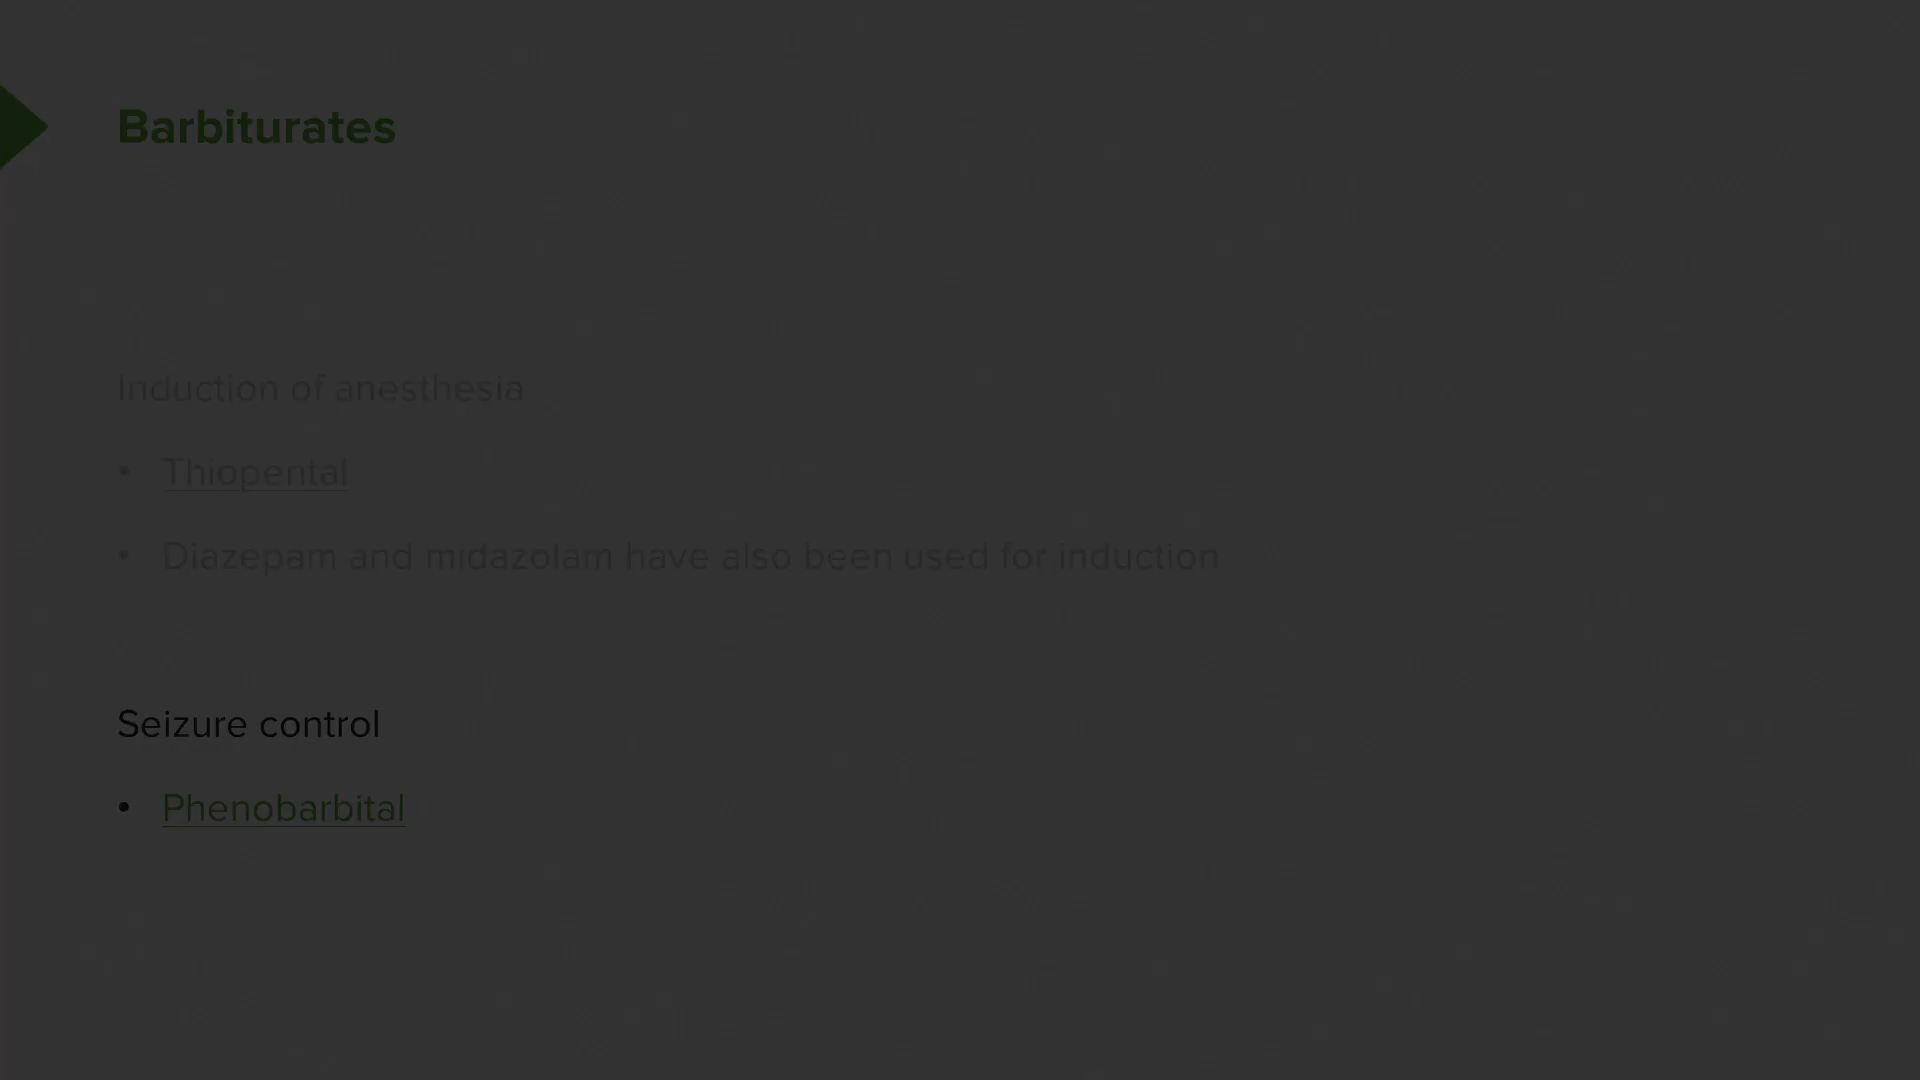 Barbiturates
Induction of anesthesia
• Thiopental
• Diazepam and midazolam have also been used for induction
Seizure control
• Phenobarbital